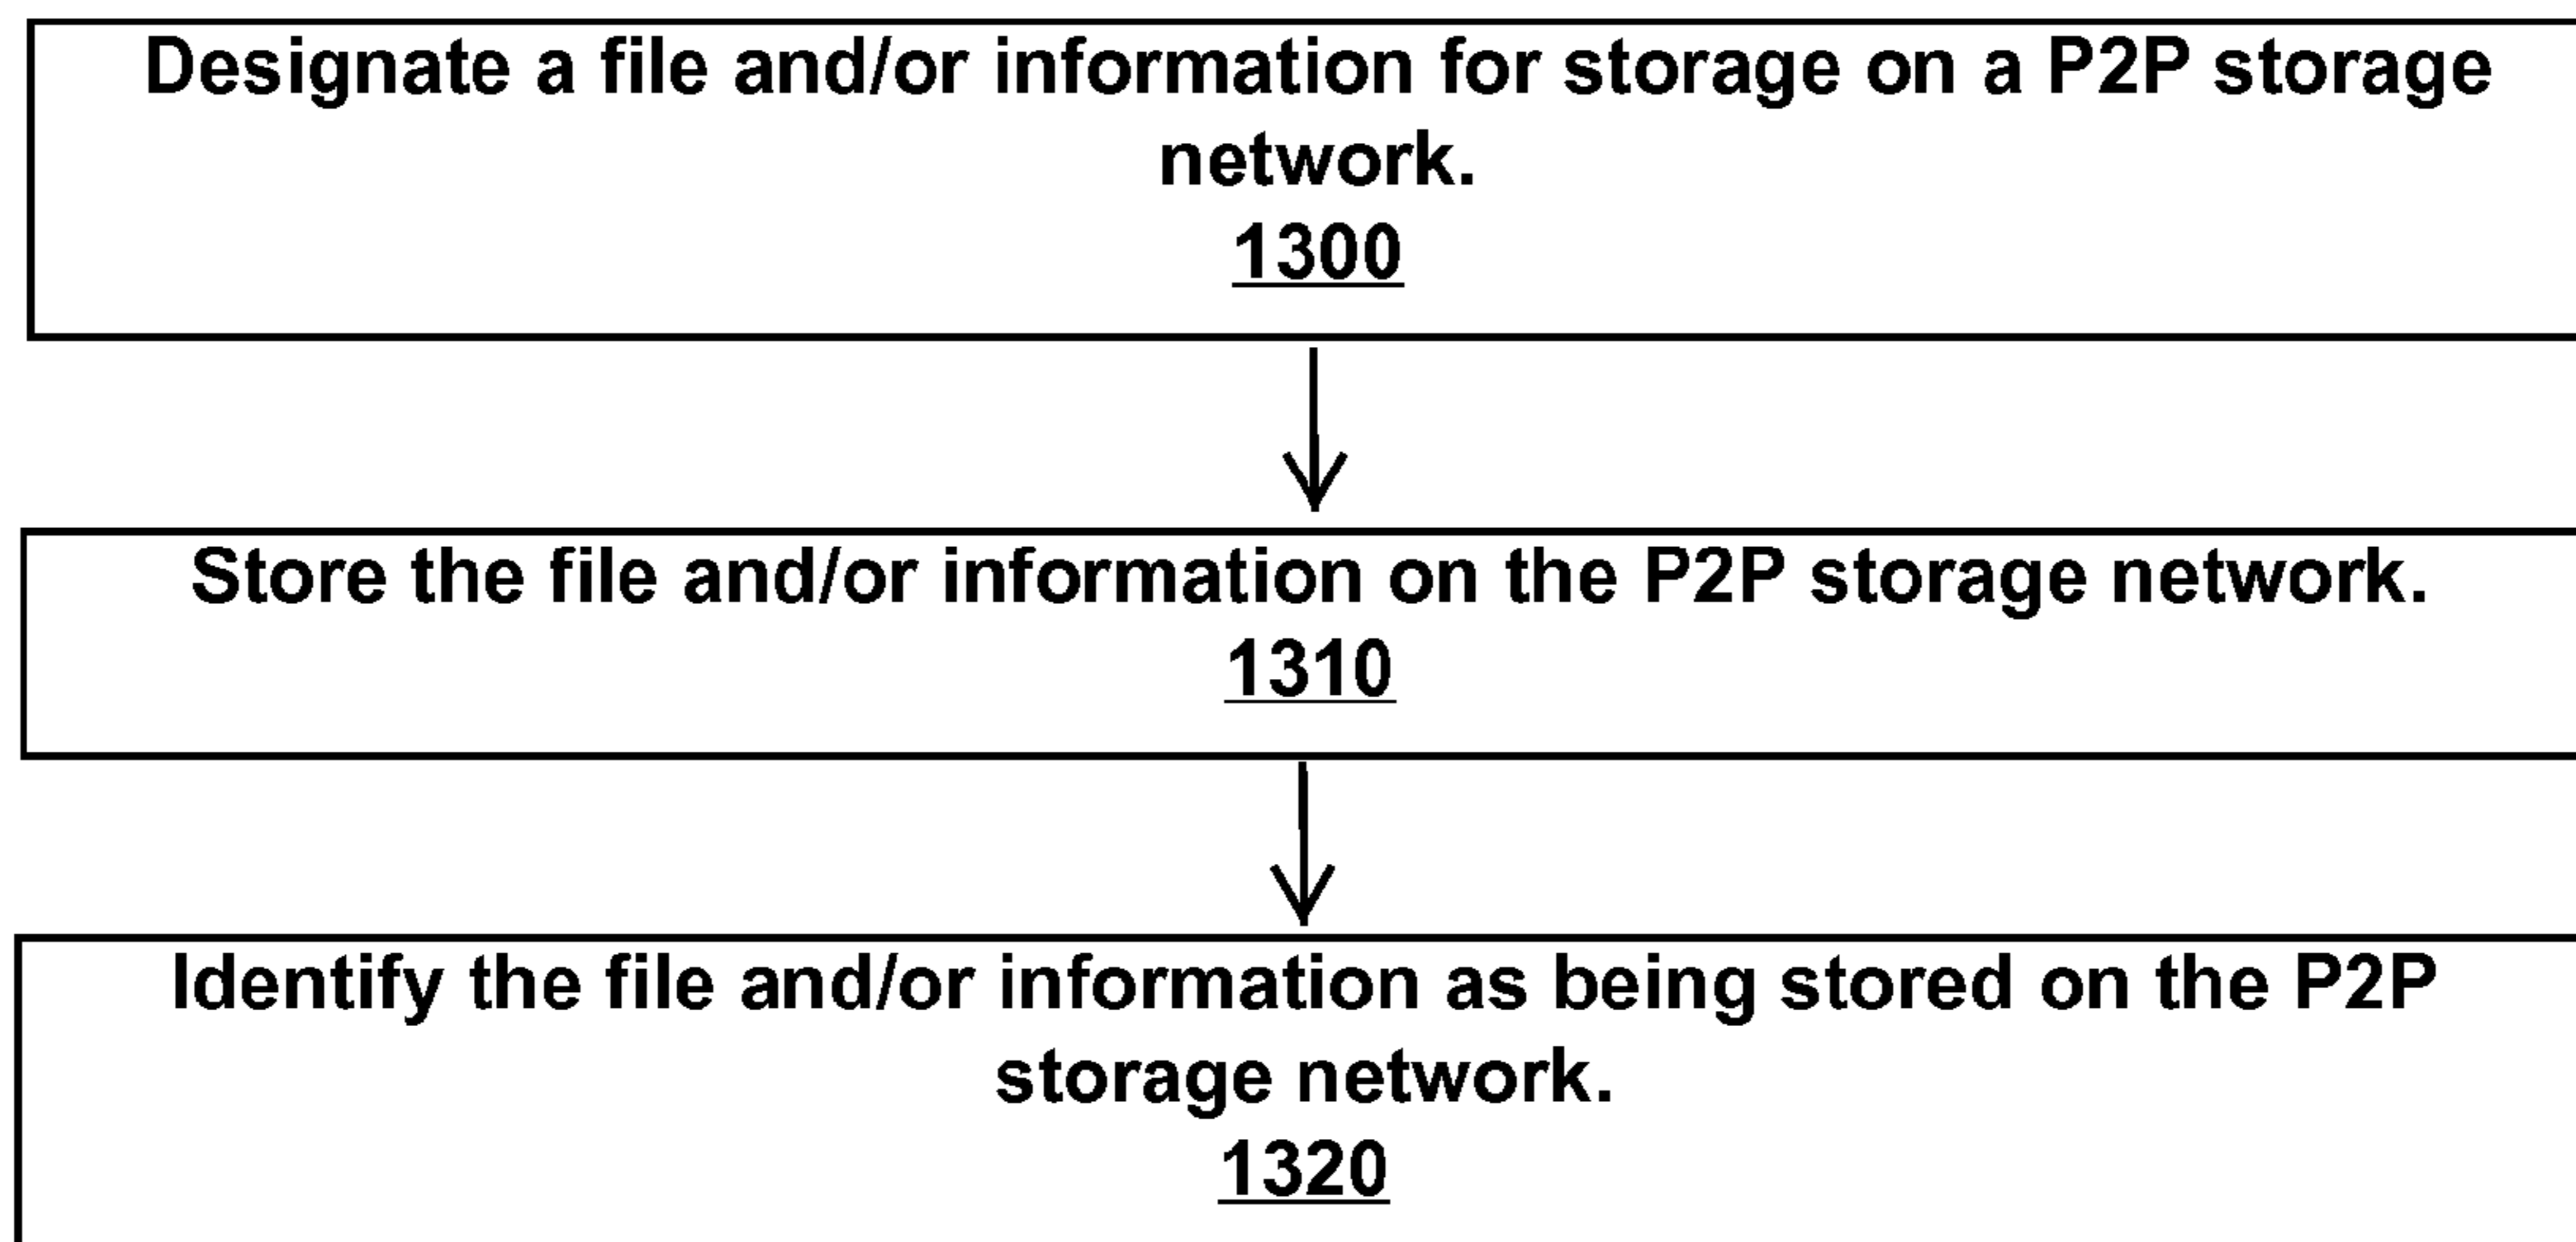 Designate a file and/or information for storage on a P2P storage
network.
1300
Store the file and/or information on the P2P storage network.
1310
Identify the file and/or information as being stored on the P2P
storage network.
1320